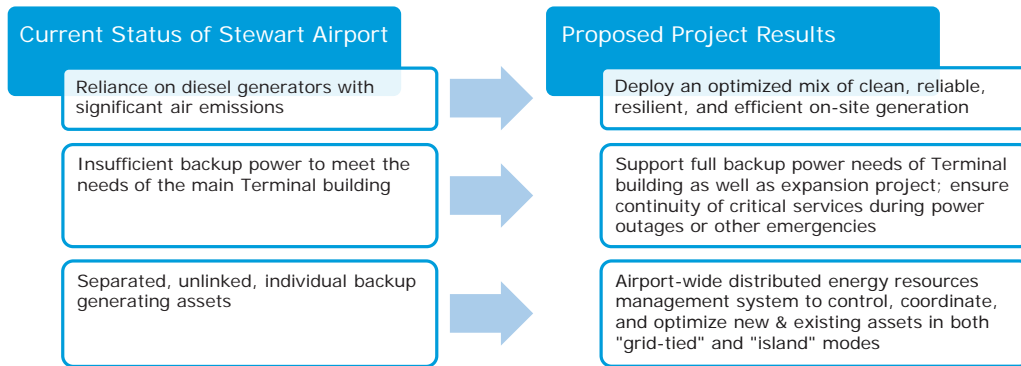 Current Status of Stewart Airport
Reliance on diesel generators with
significant air emissions
Insufficient backup power to meet the
needs of the main Terminal building
Separated, unlinked, individual backup
generating assets
Proposed Project Results
Deploy an optimized mix of clean, reliable,
resilient, and efficient on-site generation
Support full backup power needs of Terminal
building as well as expansion project; ensure
continuity of critical services during power
outages or other emergencies
Airport-wide distributed energy resources
management system to control, coordinate,
and optimize new & existing assets in both
"grid-tied" and "island" modes